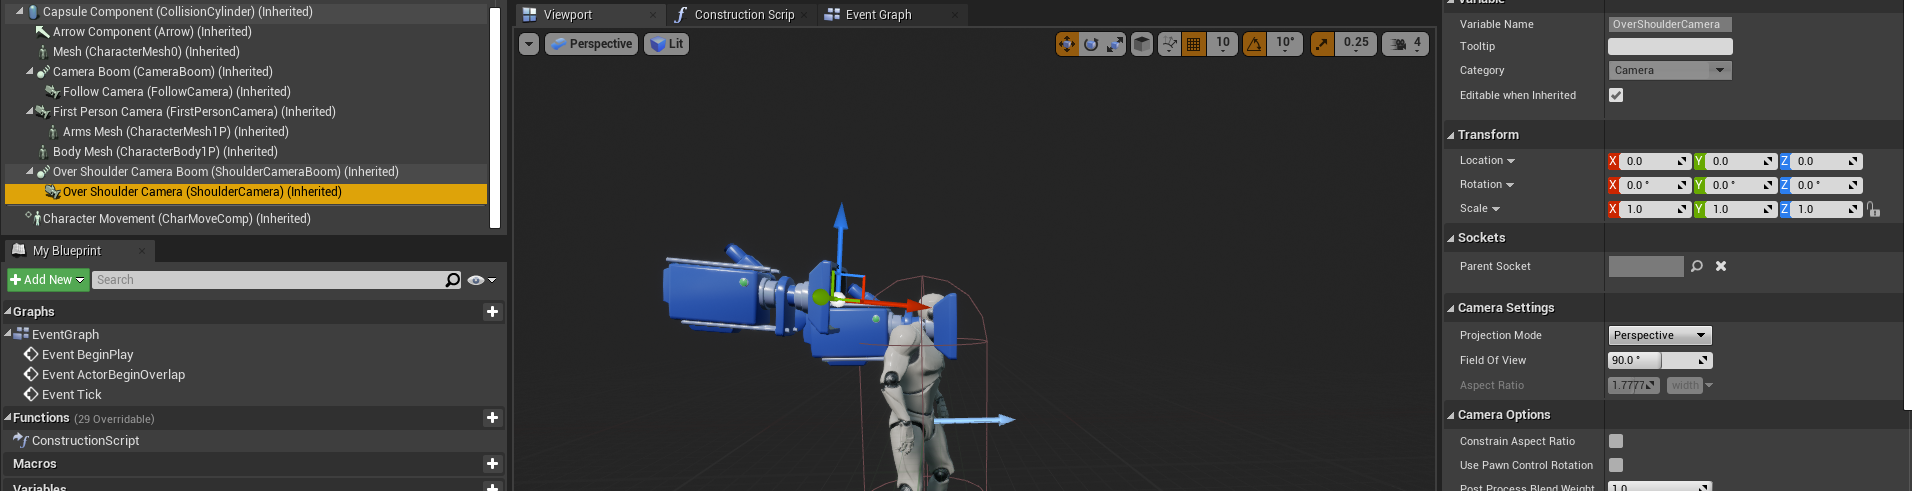 Capsule Component (CollisionCylinder) (Inherited)
Arrow Component (Arrow) (Inherited)
Mesh (CharacterMesh0) (Inherited)
Camera Boom (CameraBoom) (Inherited)
Follow Camera (FollowCamera) (Inherited)
First Person Camera (FirstPersonCamera) (Inherited)
Arms Mesh (CharacterMesh1P) (Inherited)
Body Mesh (CharacterBody1P) (Inherited)
Over Shoulder Camera Boom (ShoulderCameraBoom) (Inherited)
Over Shoulder Camera (ShoulderCamera) (Inherited)
Character Movement (CharMoveComp) (Inherited)
My Blueprint
Add New
Search
Graphs
EventGraph
Event BeginPlay
Event ActorBeginOverlap
Event Tick
Functions (29 Overridable)
ConstructionScript
Macros
Variables
Viewport
Construction Scrip
Event Graph
Perspective
Lit
10
10°
0.25
4
Variable
Variable Name OverShoulderCamera
Tooltip
Category Camera
Editable when Inherited
Transform
Location X 0.0 Y 0.0 Z 0.0
Rotation X 0.0 ° Y 0.0 ° Z 0.0 °
Scale X 1.0 Y 1.0 Z 1.0
Sockets
Parent Socket
Camera Settings
Projection Mode Perspective
Field Of View 90.0 °
Aspect Ratio 1.7777 width
Camera Options
Constrain Aspect Ratio
Use Pawn Control Rotation
Post Process Blend Weight 1.0